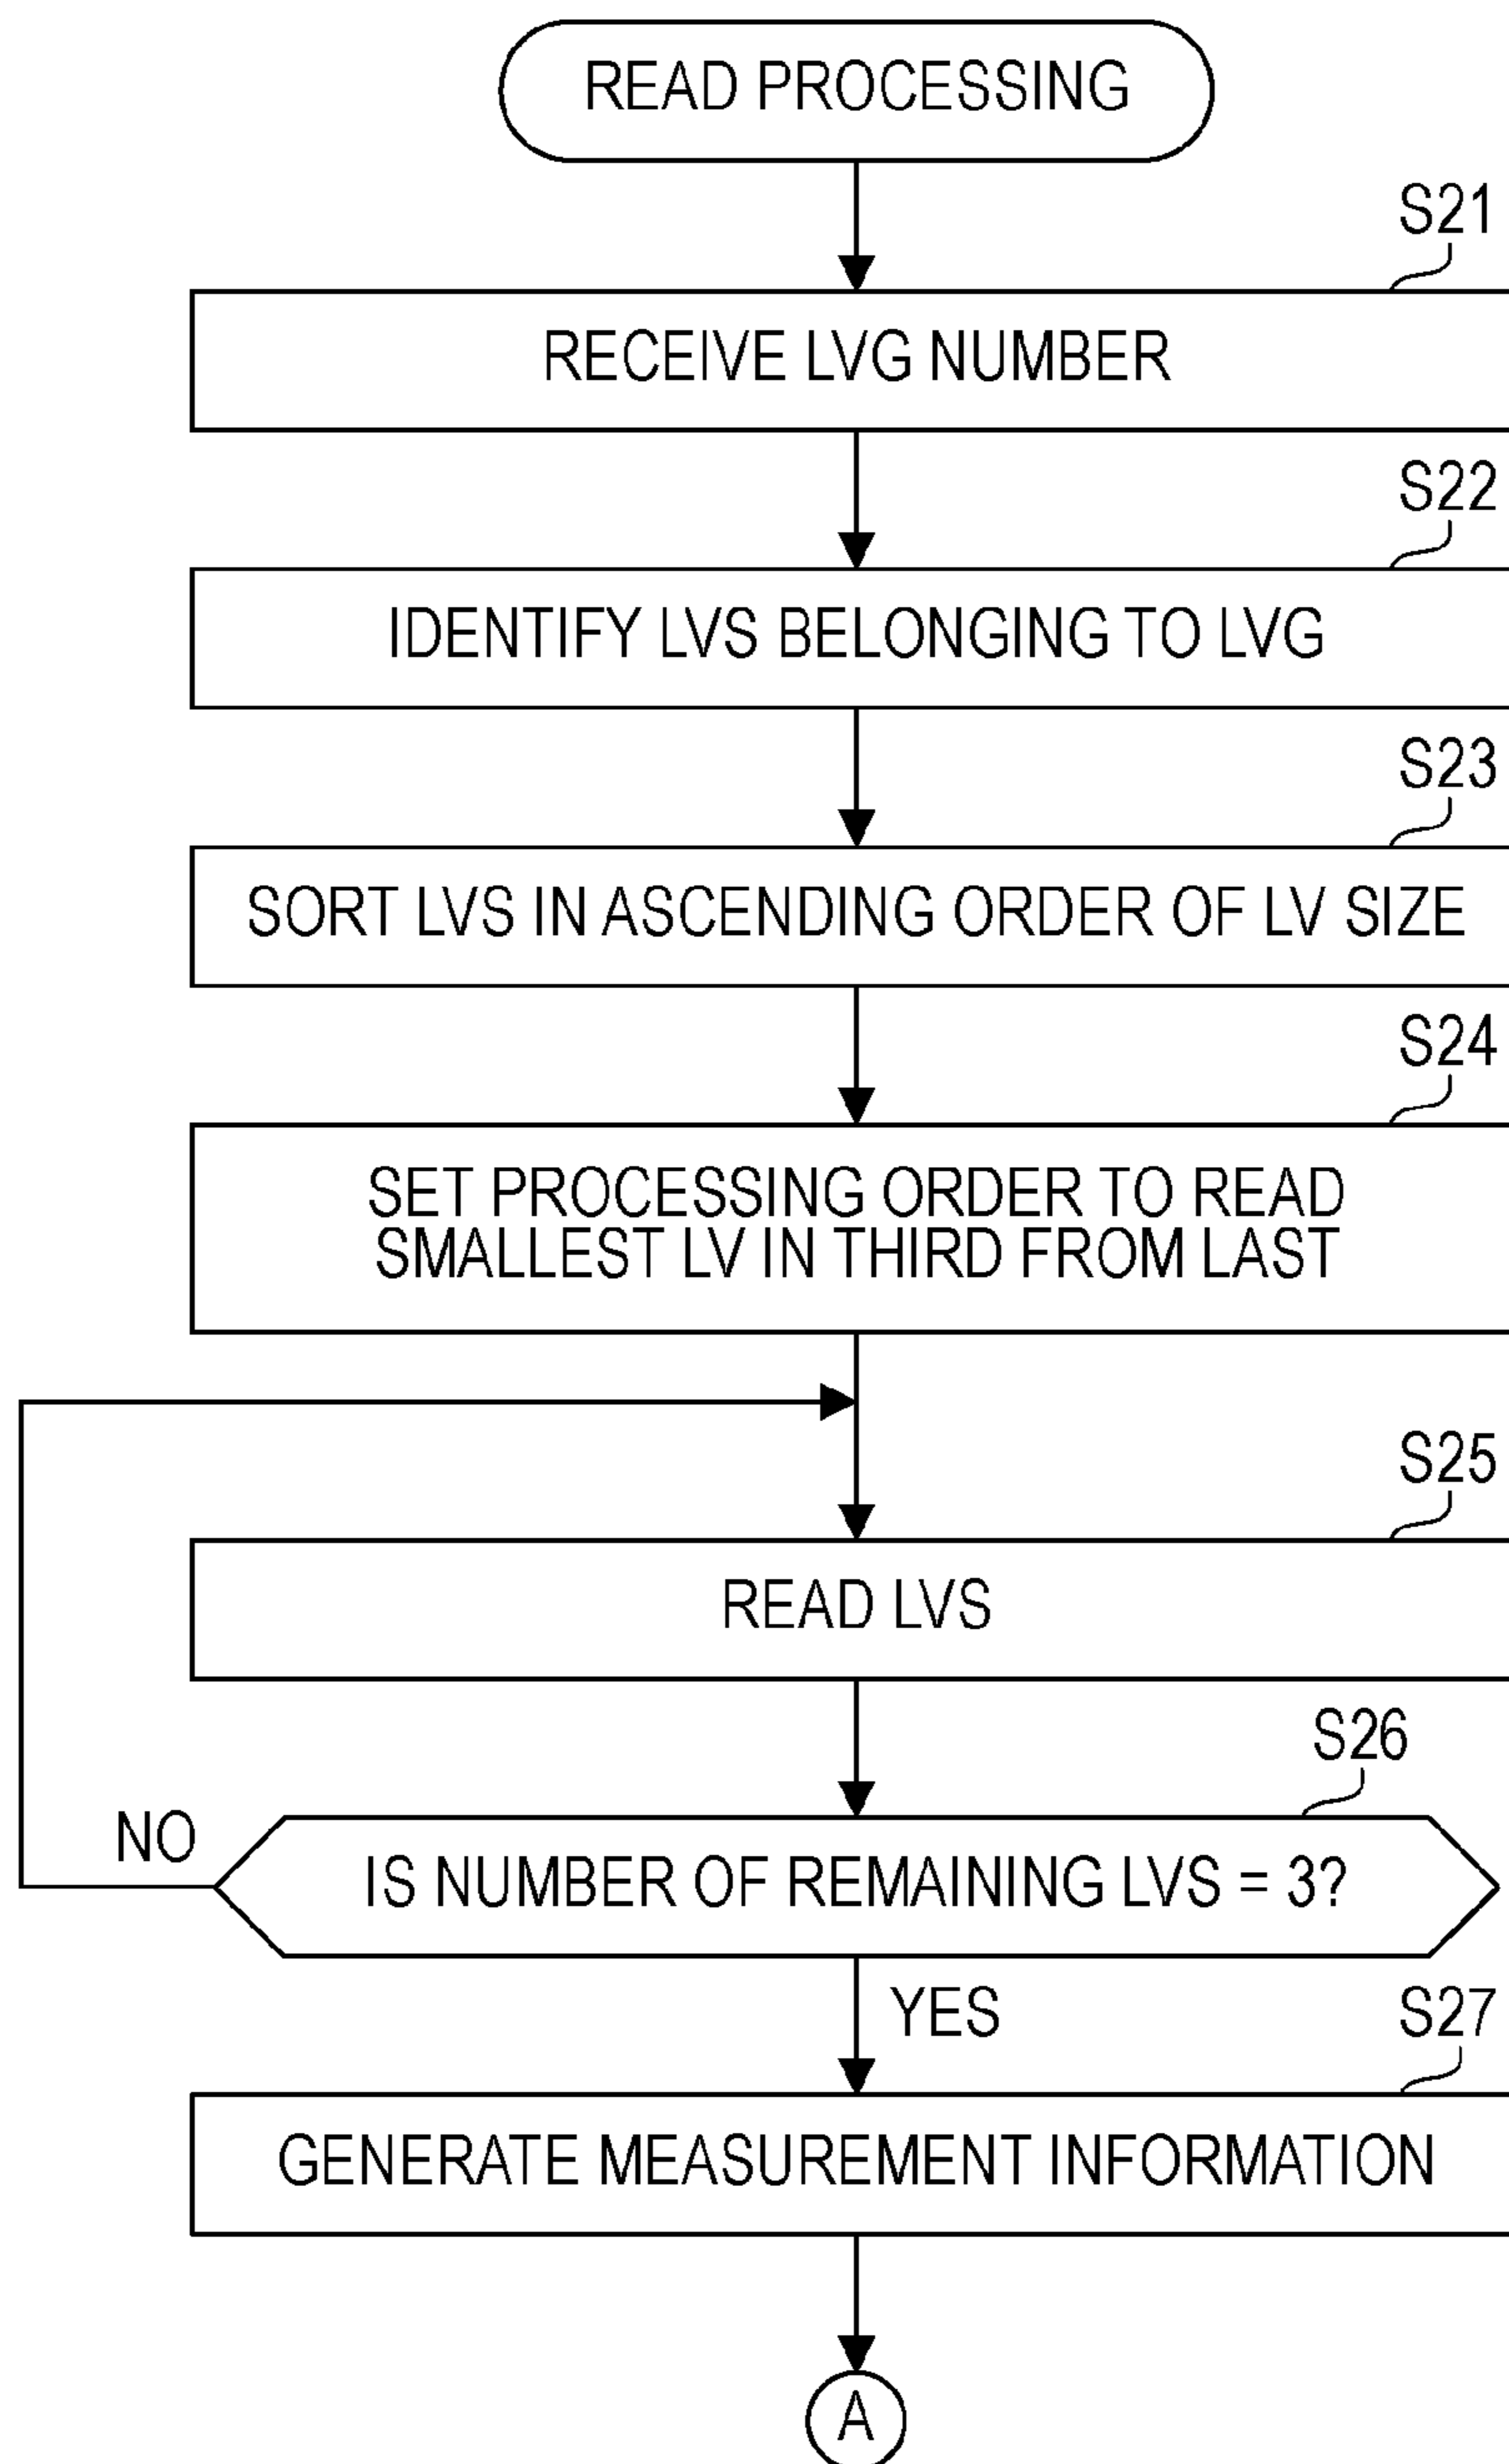 READ PROCESSING
S21
RECEIVE LVG NUMBER
S22
IDENTIFY LVS BELONGING TO LVG
S23
SORT LVS IN ASCENDING ORDER OF LV SIZE
S24
SET PROCESSING ORDER TO READ
SMALLEST LV IN THIRD FROM LAST
S25
READ LVS
S26
NO
IS NUMBER OF REMAINING LVS = 3?
YES
S27
GENERATE MEASUREMENT INFORMATION
A